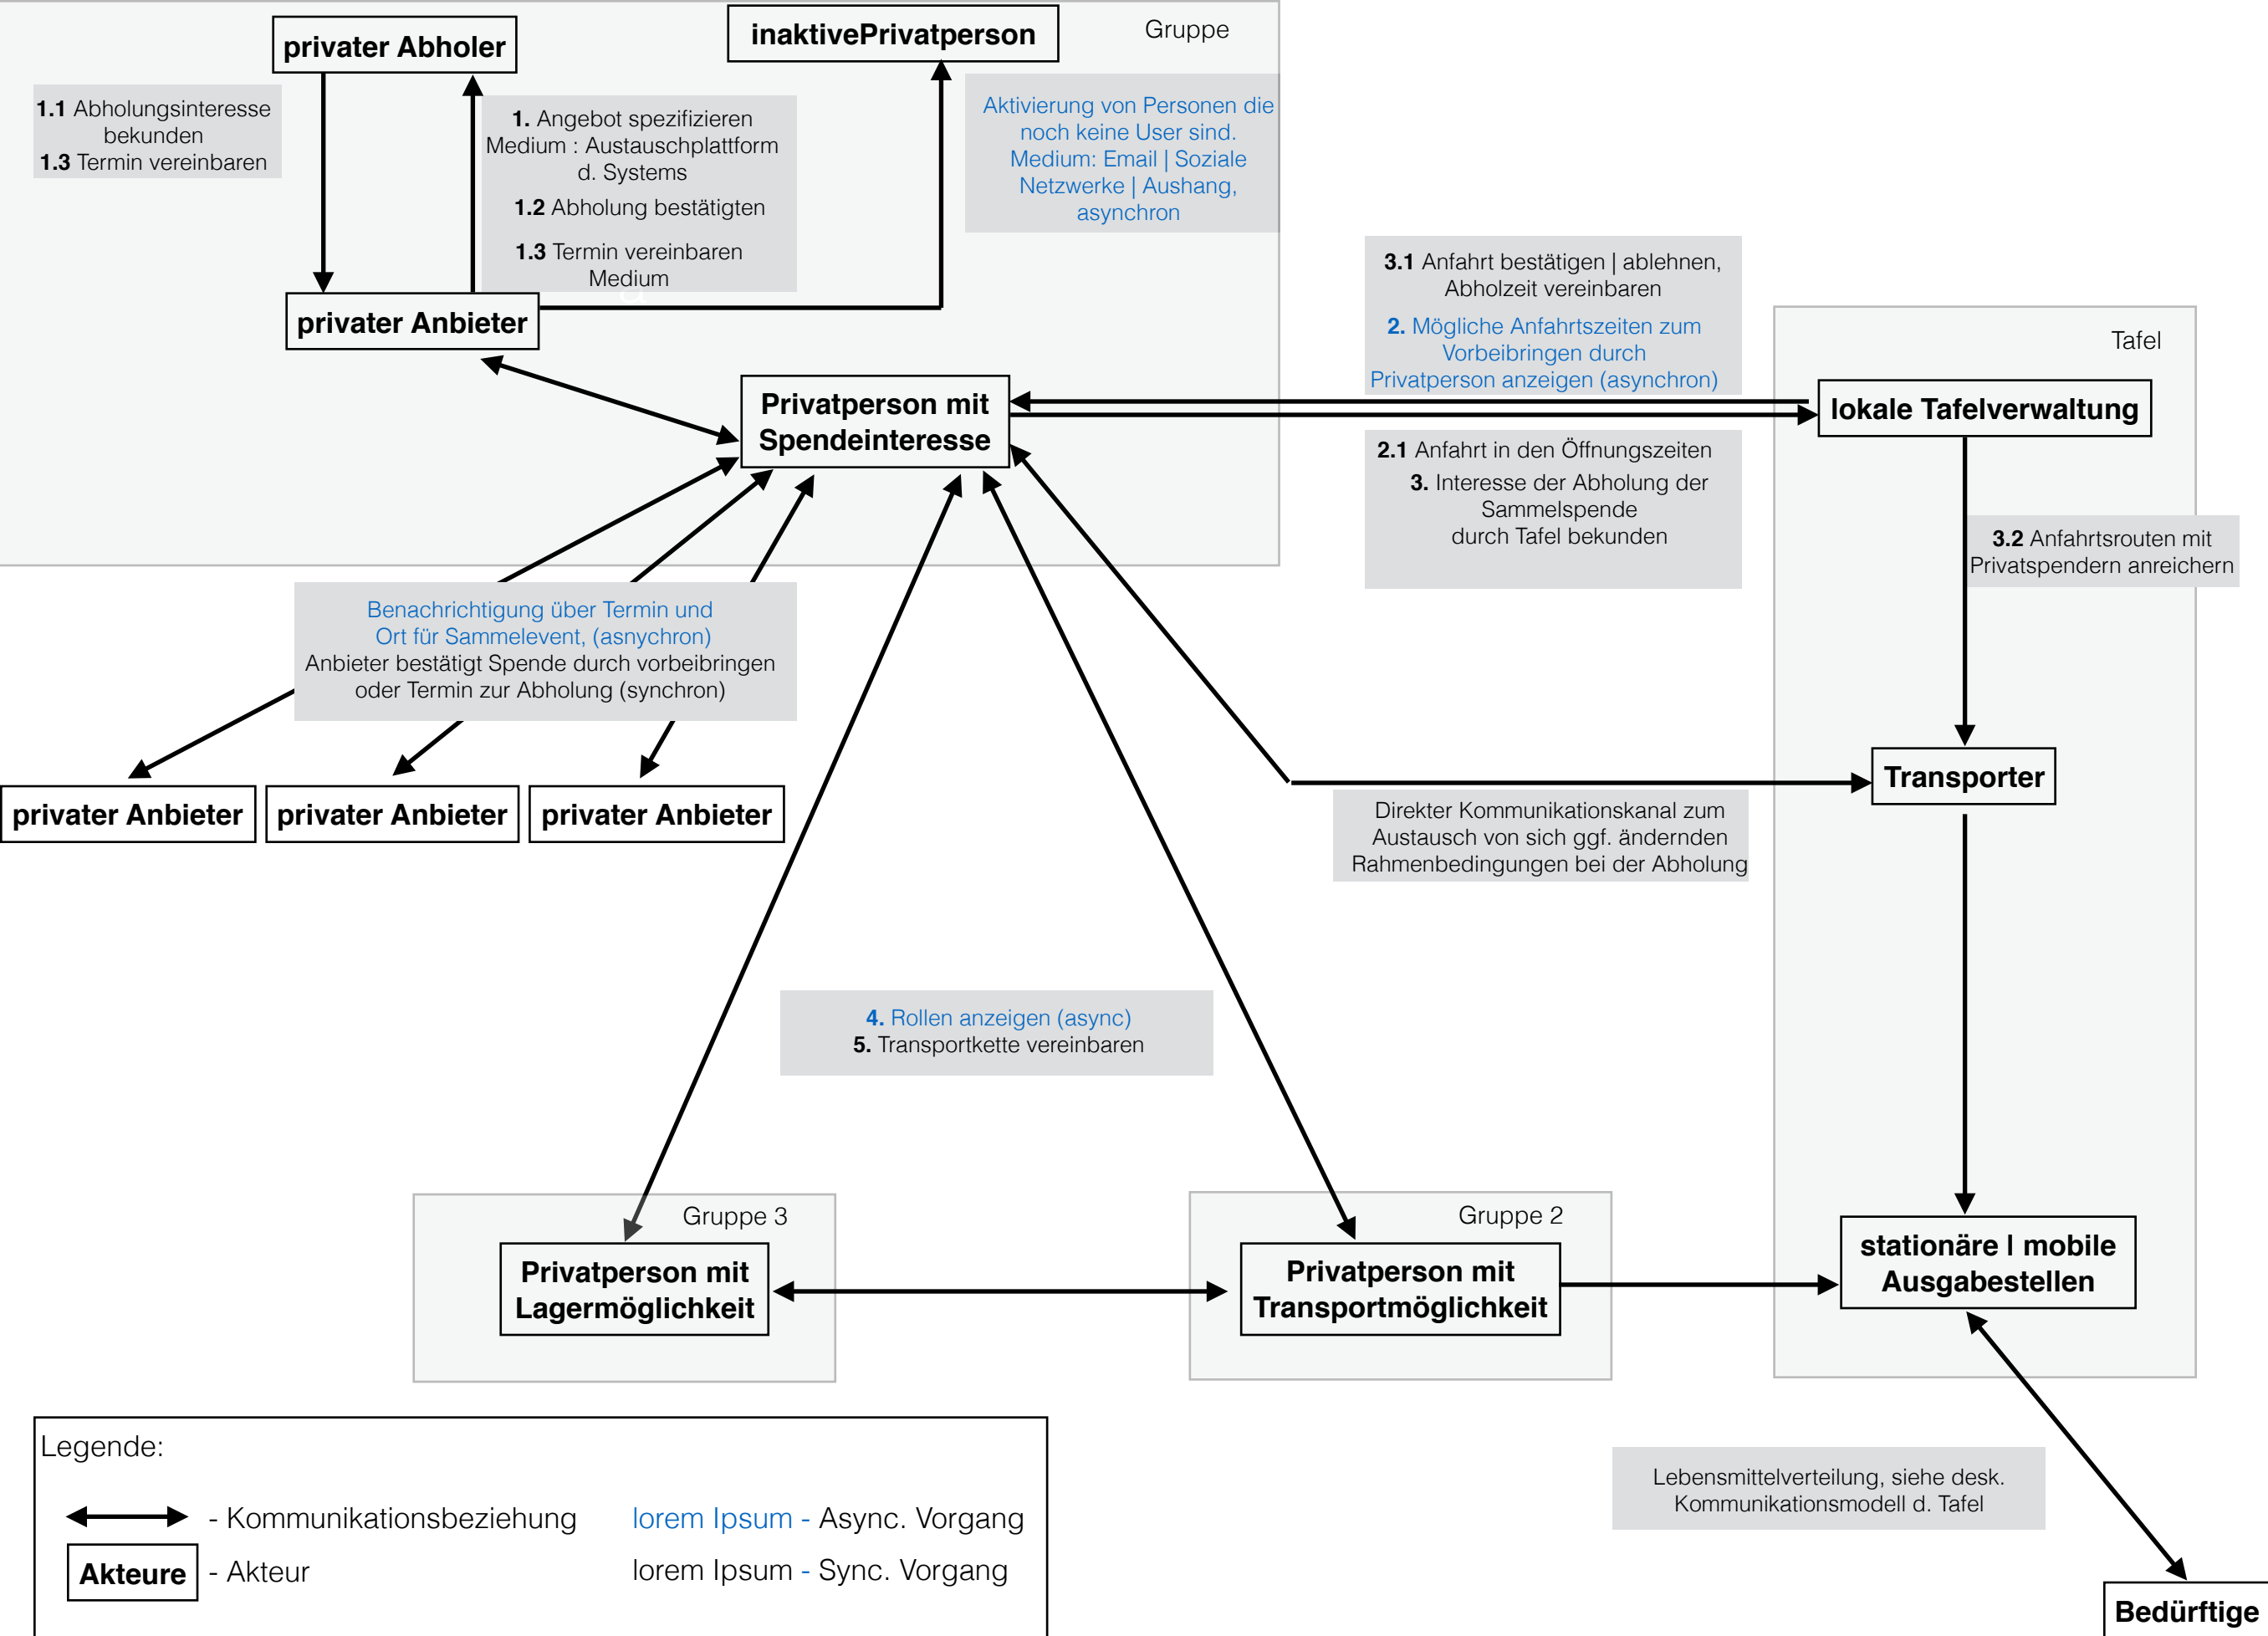 privater Abholer
inaktivePrivatperson
Gruppe
1.1 Abholungsinteresse
bekunden
1.3 Termin vereinbaren
1. Angebot spezifizieren
Medium : Austauschplattform
d. Systems
1.2 Abholung bestätigten
1.3 Termin vereinbaren
Medium
Aktivierung von Personen die
noch keine User sind.
Medium: Email | Soziale
Netzwerke | Aushang,
asynchron
privater Anbieter
3.1 Anfahrt bestätigen | ablehnen,
Abholzeit vereinbaren
2. Mögliche Anfahrtszeiten zum
Vorbeibringen durch
Privatperson anzeigen (asynchron)
Tafel
Privatperson mit
Spendeinteresse
lokale Tafelverwaltung
2.1 Anfahrt in den Öffnungszeiten
3. Interesse der Abholung der
Sammelspende
durch Tafel bekunden
3.2 Anfahrtsrouten mit
Privatspendern anreichern
Benachrichtigung über Termin und
Ort für Sammelevent, (asnychron)
Anbieter bestätigt Spende durch vorbeibringen
oder Termin zur Abholung (synchron)
privater Anbieter
privater Anbieter
privater Anbieter
Transporter
Direkter Kommunikationskanal zum
Austausch von sich ggf. ändernden
Rahmenbedingungen bei der Abholung
4. Rollen anzeigen (async)
5. Transportkette vereinbaren
Gruppe 3
Privatperson mit
Lagermöglichkeit
Gruppe 2
Privatperson mit
Transportmöglichkeit
stationäre I mobile
Ausgabestellen
Legende:
- Kommunikationsbeziehung
lorem Ipsum - Async. Vorgang
Akteure - Akteur
lorem Ipsum - Sync. Vorgang
Lebensmittelverteilung, siehe desk.
Kommunikationsmodell d. Tafel
Bedürftige